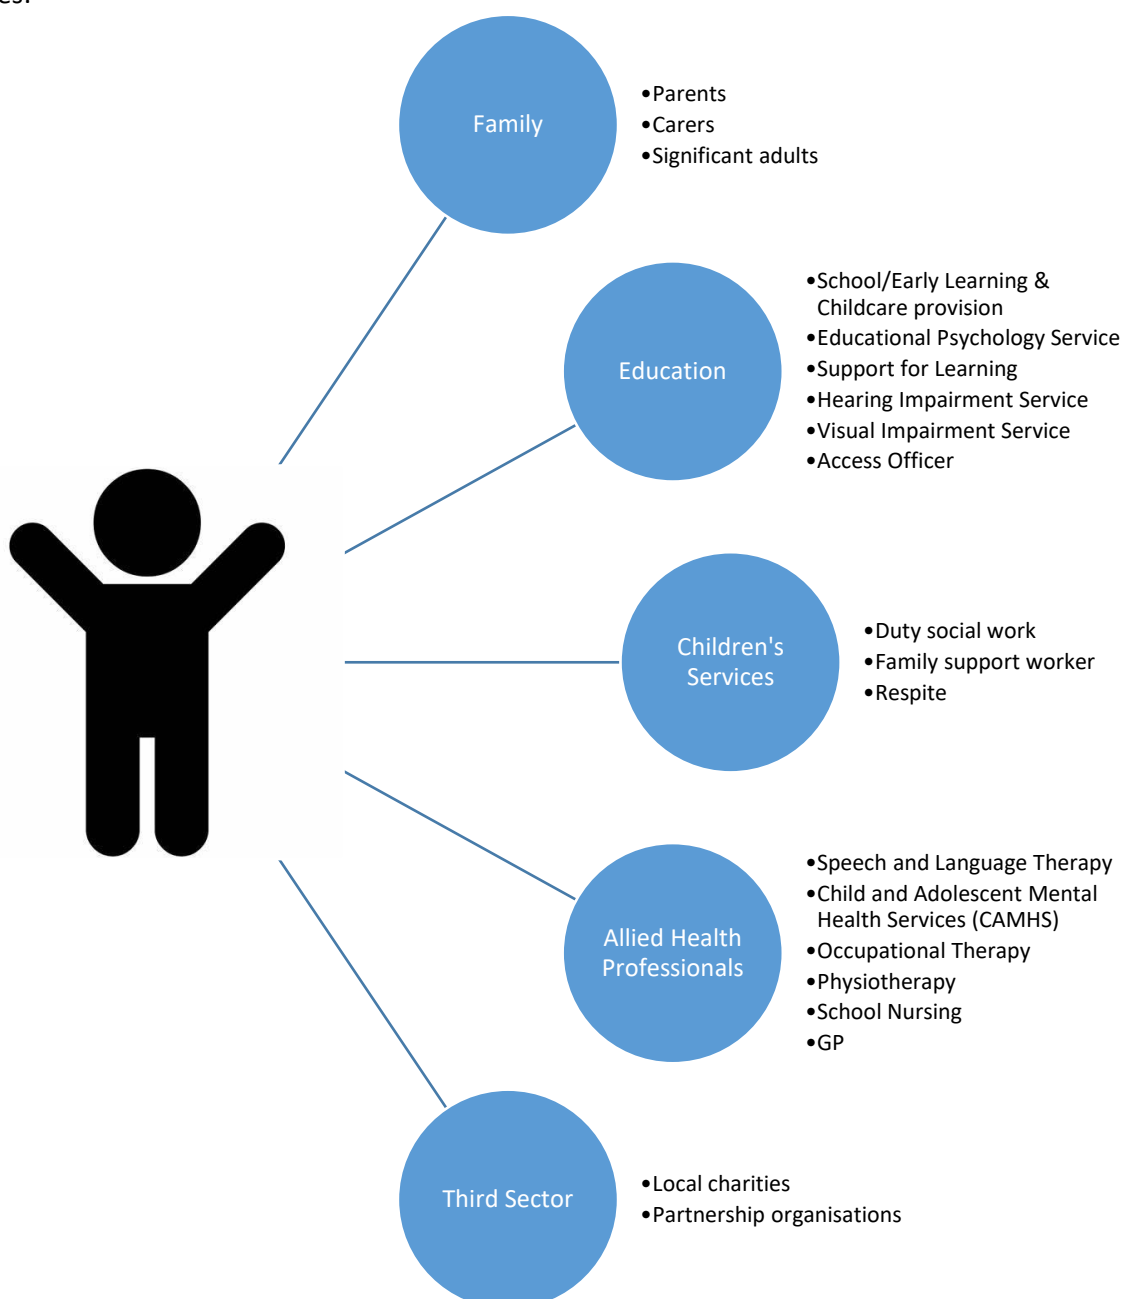 es.
Family
•Parents
•Carers
•Significant adults
Education
•School/Early Learning &
Childcare provision
•Educational Psychology Service
•Support for Learning
•Hearing Impairment Service
•Visual Impairment Service
•Access Officer
Children's
Services
•Duty social work
•Family support worker
•Respite
Allied Health
Professionals
•Speech and Language Therapy
•Child and Adolescent Mental
Health Services (CAMHS)
•Occupational Therapy
•Physiotherapy
•School Nursing
•GP
Third Sector
•Local charities
•Partnership organisations